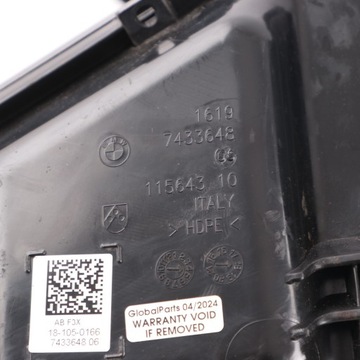 1619
7433648
06
115643 10
ITALY
> HDPE <
AB F3X
18-105-0166
7433648 06
GlobalParts 04/2024
WARRANTY VOID
IF REMOVED